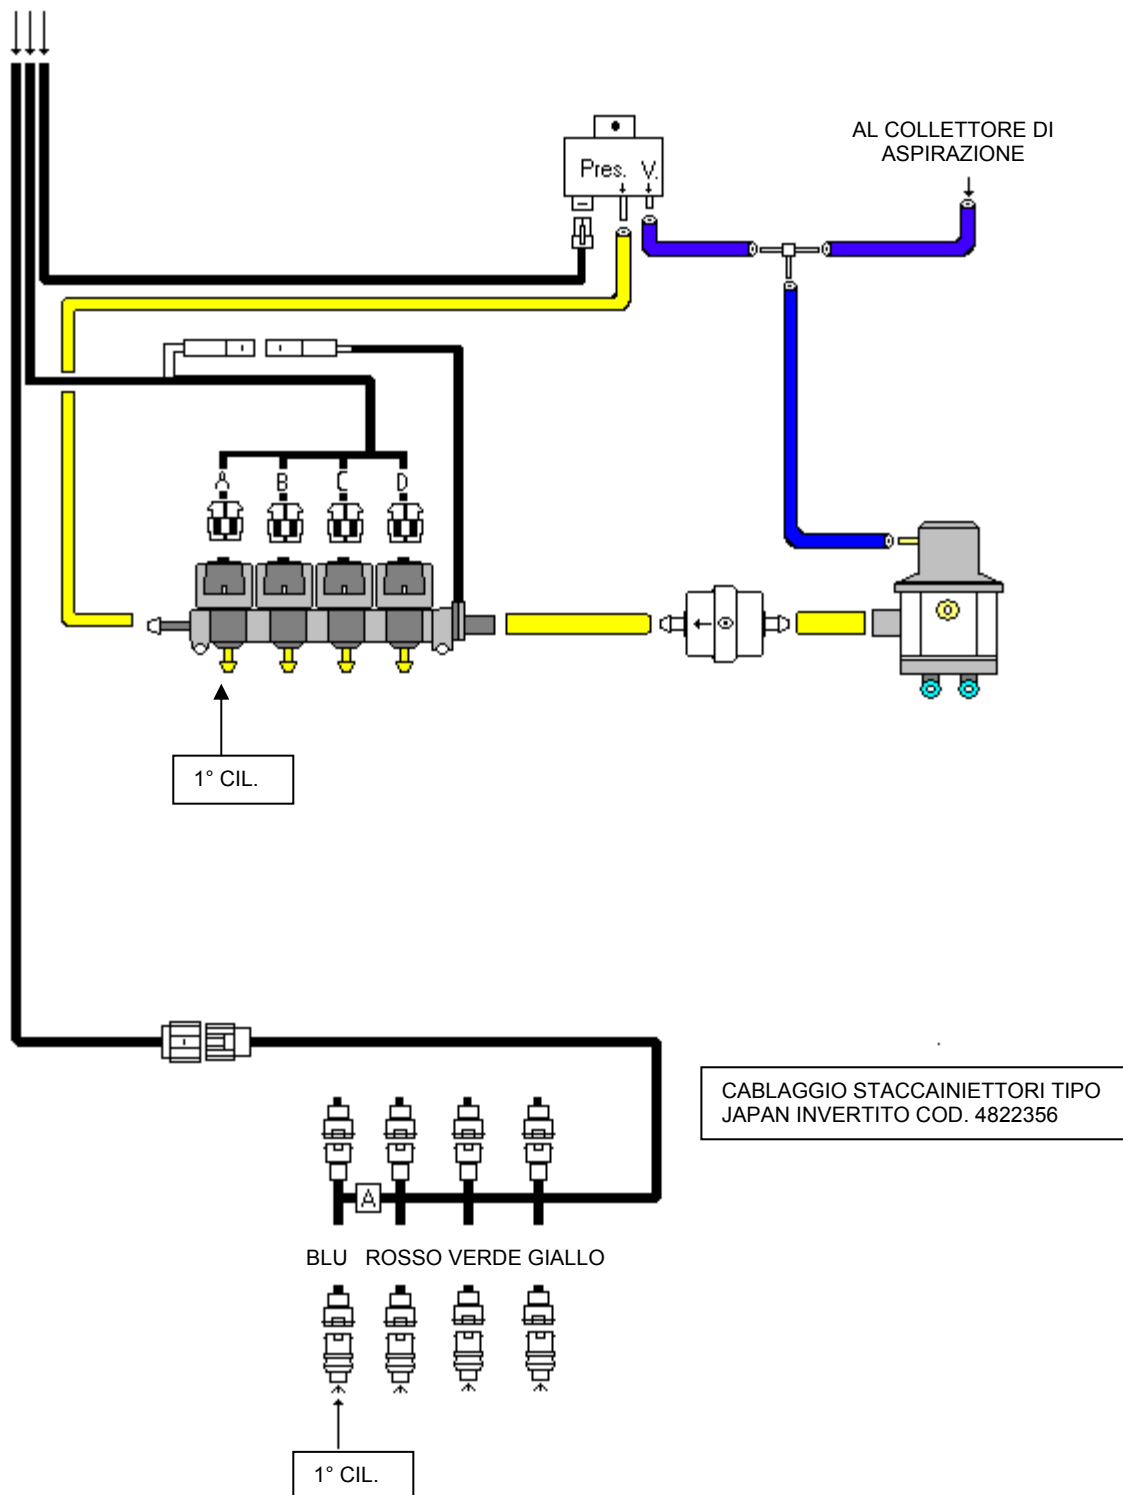 AL COLLETTORE DI
ASPIRAZIONE
Pres. V.
A B C D
1° CIL.
CABLAGGIO STACCAINIETTORI TIPO
JAPAN INVERTITO COD. 4822356
A
BLU ROSSO VERDE GIALLO
1° CIL.